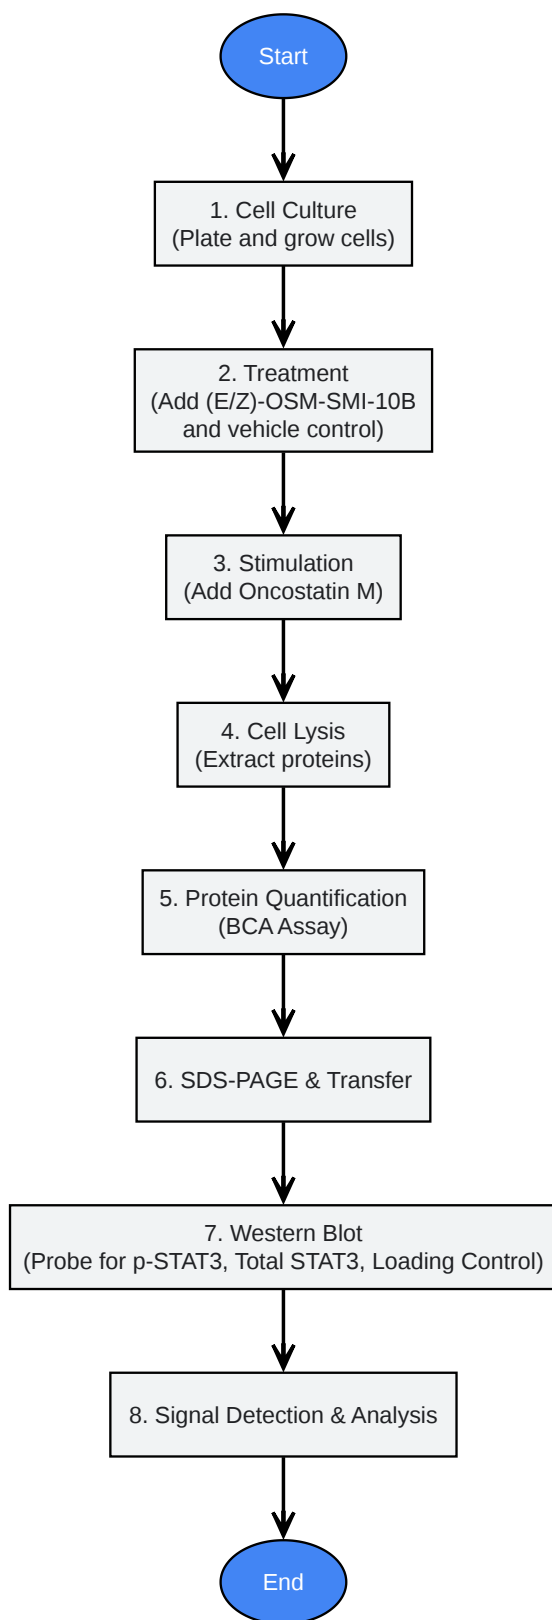 Start
1. Cell Culture
(Plate and grow cells)
2. Treatment
(Add (E/Z)-OSM-SMI-10B
and vehicle control)
3. Stimulation
(Add Oncostatin M)
4. Cell Lysis
(Extract proteins)
5. Protein Quantification
(BCA Assay)
6. SDS-PAGE & Transfer
7. Western Blot
(Probe for p-STAT3, Total STAT3, Loading Control)
8. Signal Detection & Analysis
End